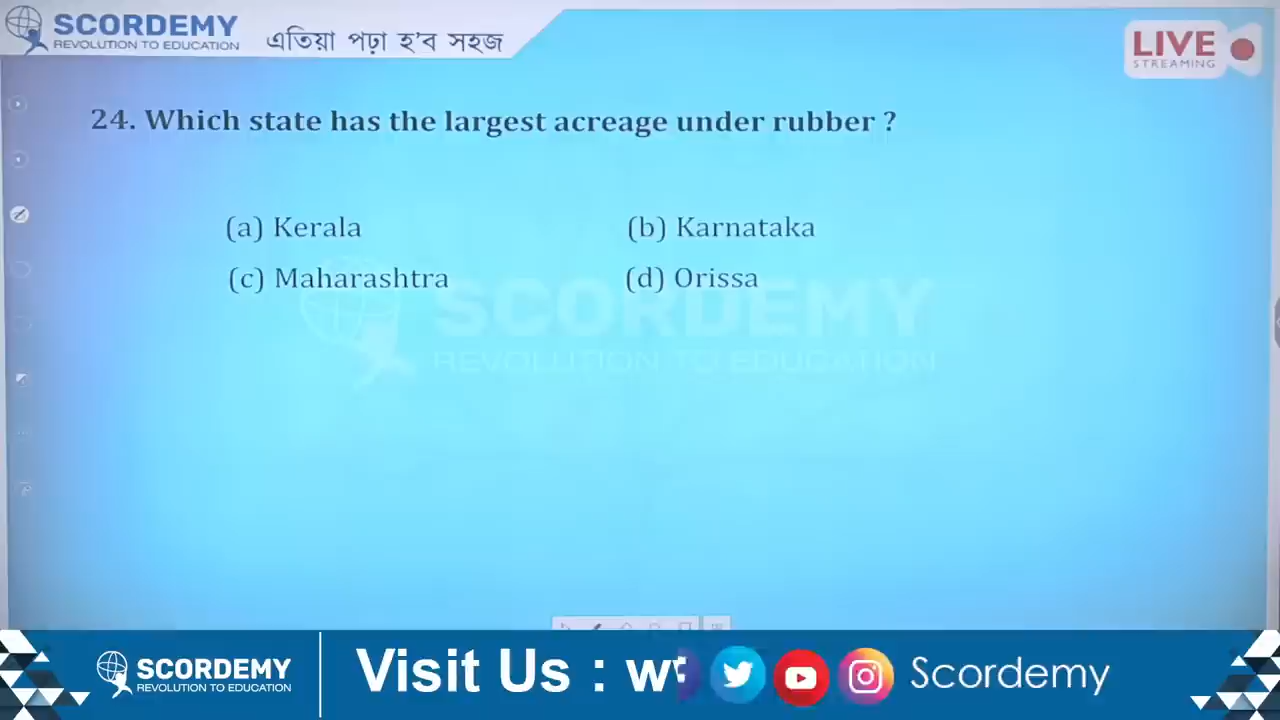 SCORDEMY
REVOLUTION TO EDUCATION
এতিয়া পঢ়া হ'ব সহজ
LIVE
STREAMING
24. Which state has the largest acreage under rubber ?
(a) Kerala
(b) Karnataka
(c) Maharashtra
(d) Orissa
SCORDEMY
REVOLUTION TO EDUCATION
SCORDEMY
REVOLUTION TO EDUCATION
Visit Us :
Scordemy